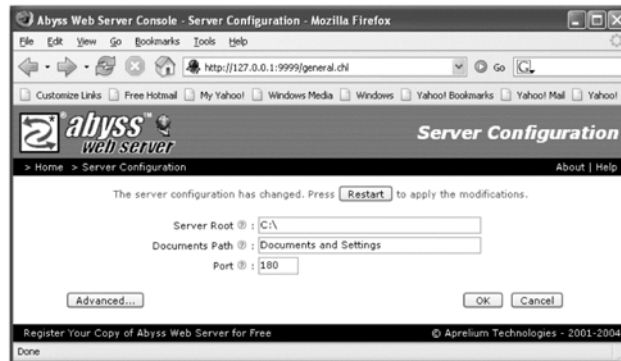 Abyss Web Server Console - Server Configuration - Mozilla Firefox
File Edit View Go Bookmarks Tools Help
http://127.0.0.1:9999/general.chl Go G
Customize Links Free Hotmail My Yahoo! Windows Media Windows Yahoo! Bookmarks Yahoo! Mail Yahoo!
abyss™ web server
Server Configuration
> Home > Server Configuration About | Help
The server configuration has changed. Press Restart to apply the modifications.
Server Root ? : C:\
Documents Path ? : Documents and Settings
Port ? : 180
Advanced... OK Cancel
Register Your Copy of Abyss Web Server for Free © Aprelium Technologies - 2001-2004
Done